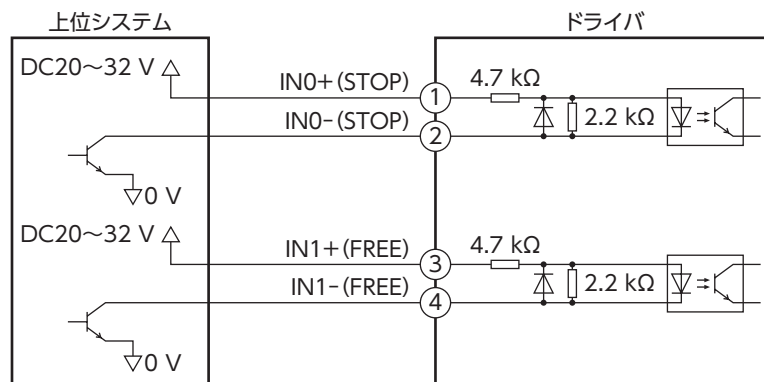 上位システム
ドライバ
DC20～32 V
IN0+(STOP)
1
4.7 kΩ
IN0-(STOP)
2
2.2 kΩ
0 V
DC20～32 V
IN1+(FREE)
3
4.7 kΩ
IN1-(FREE)
4
2.2 kΩ
0 V